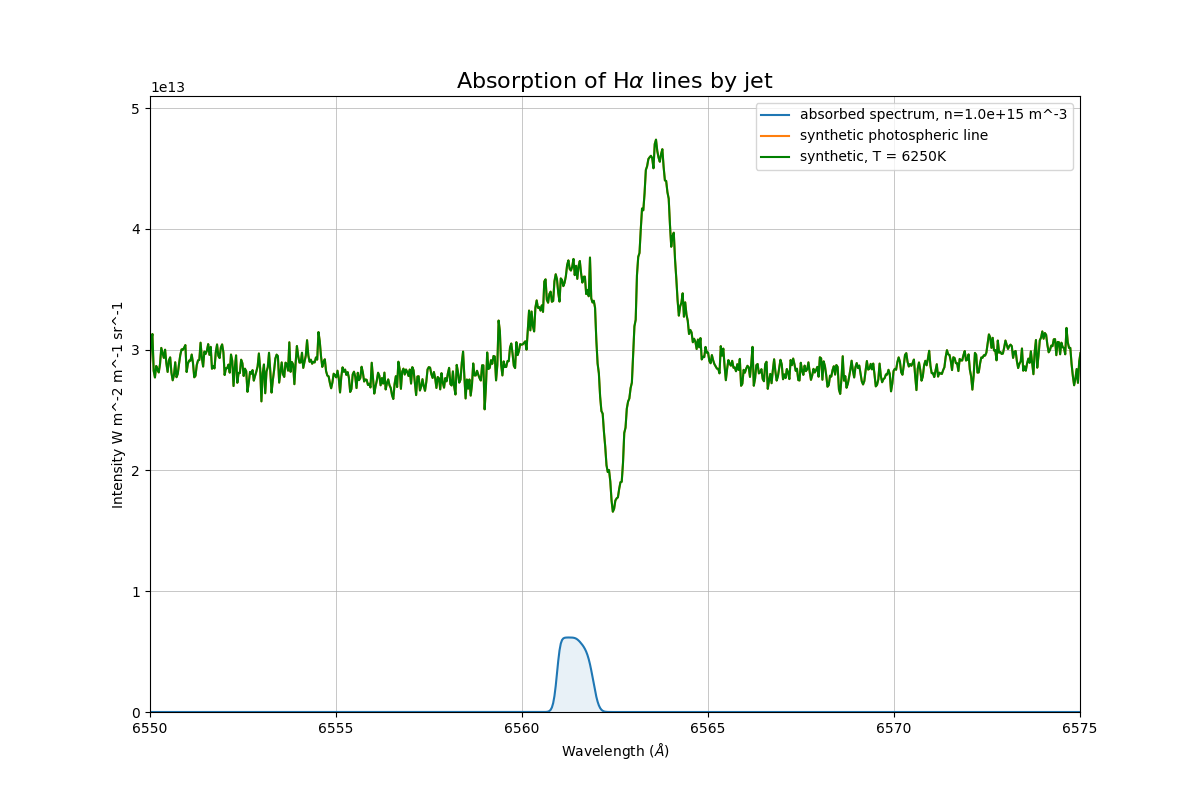 Absorption of Hα lines by jet
1e13
absorbed spectrum, n=1.0e+15 m^-3
synthetic photospheric line
synthetic, T = 6250K
5
4
3
2
1
0
Intensity W m^-2 m^-1 sr^-1
6550 6555 6560 6565 6570 6575
Wavelength (Å)